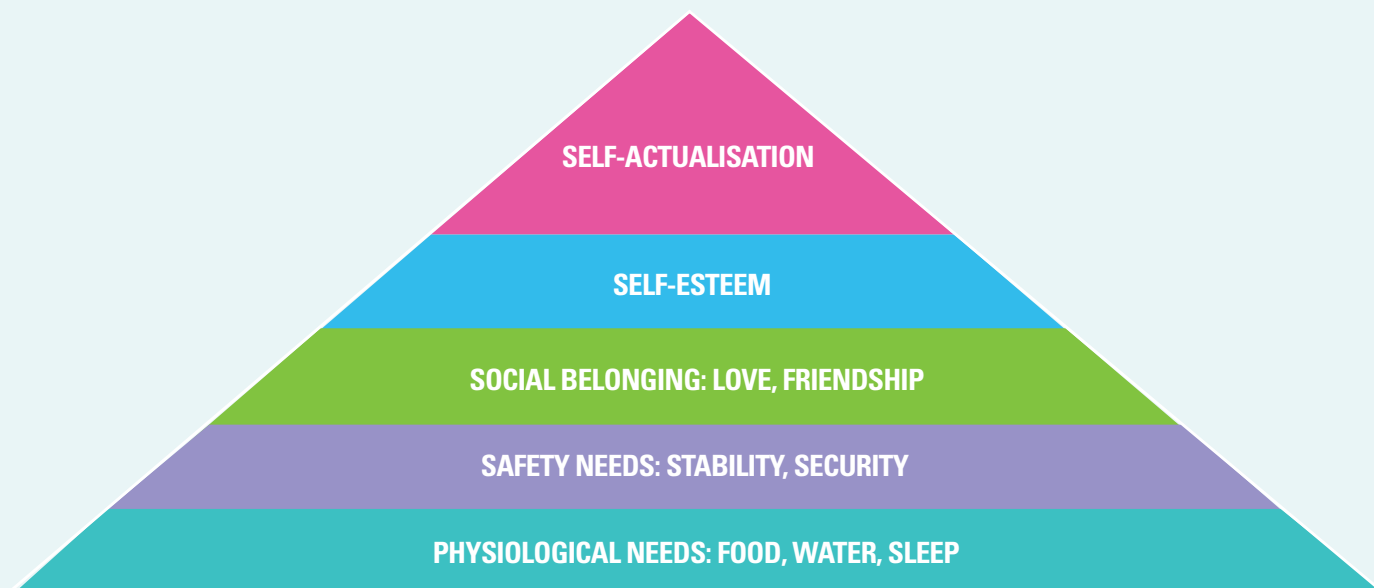 SELF-ACTUALISATION
SELF-ESTEEM
SOCIAL BELONGING: LOVE, FRIENDSHIP
SAFETY NEEDS: STABILITY, SECURITY
PHYSIOLOGICAL NEEDS: FOOD, WATER, SLEEP